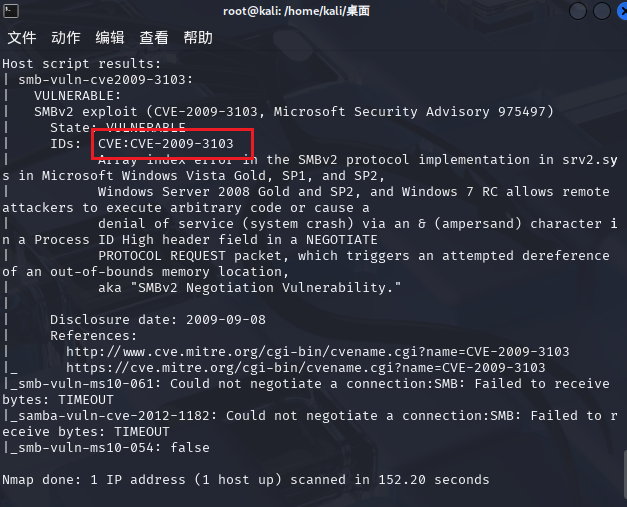 root@kali: /home/kali/桌面
文件 动作 编辑 查看 帮助
Host script results:
| smb-vuln-cve2009-3103:
|   VULNERABLE:
|   SMBv2 exploit (CVE-2009-3103, Microsoft Security Advisory 975497)
|     State: VULNERABLE
|     IDs:  CVE:CVE-2009-3103
|           Array index error in the SMBv2 protocol implementation in srv2.sy
s in Microsoft Windows Vista Gold, SP1, and SP2,
|           Windows Server 2008 Gold and SP2, and Windows 7 RC allows remote
attackers to execute arbitrary code or cause a
|           denial of service (system crash) via an & (ampersand) character i
n a Process ID High header field in a NEGOTIATE
|           PROTOCOL REQUEST packet, which triggers an attempted dereference
of an out-of-bounds memory location,
|           aka "SMBv2 Negotiation Vulnerability."
|
|     Disclosure date: 2009-09-08
|     References:
|       http://www.cve.mitre.org/cgi-bin/cvename.cgi?name=CVE-2009-3103
|_      https://cve.mitre.org/cgi-bin/cvename.cgi?name=CVE-2009-3103
|_smb-vuln-ms10-061: Could not negotiate a connection:SMB: Failed to receive
bytes: TIMEOUT
|_samba-vuln-cve-2012-1182: Could not negotiate a connection:SMB: Failed to r
eceive bytes: TIMEOUT
|_smb-vuln-ms10-054: false
Nmap done: 1 IP address (1 host up) scanned in 152.20 seconds